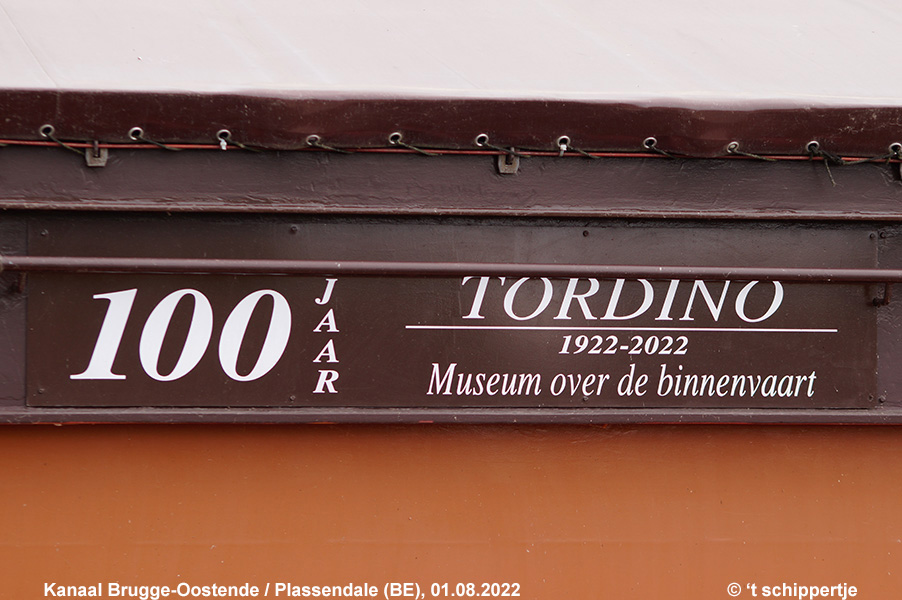 100 JAAR
TORDINO
1922-2022
Museum over de binnenvaart
Kanaal Brugge-Oostende / Plassendale (BE), 01.08.2022
© ‘t schippertje